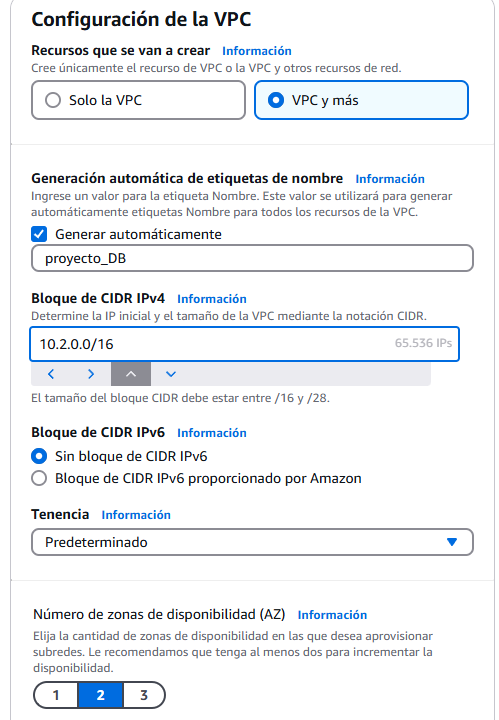 Configuración de la VPC
Recursos que se van a crear Información
Cree únicamente el recurso de VPC o la VPC y otros recursos de red.
Solo la VPC
VPC y más
Generación automática de etiquetas de nombre Información
Ingrese un valor para la etiqueta Nombre. Este valor se utilizará para generar
automáticamente etiquetas Nombre para todos los recursos de la VPC.
Generar automáticamente
proyecto_DB
Bloque de CIDR IPv4 Información
Determine la IP inicial y el tamaño de la VPC mediante la notación CIDR.
10.2.0.0/16 65.536 IPs
El tamaño del bloque CIDR debe estar entre /16 y /28.
Bloque de CIDR IPv6 Información
Sin bloque de CIDR IPv6
Bloque de CIDR IPv6 proporcionado por Amazon
Tenencia Información
Predeterminado
Número de zonas de disponibilidad (AZ) Información
Elija la cantidad de zonas de disponibilidad en las que desea aprovisionar
subredes. Le recomendamos que tenga al menos dos para incrementar la
disponibilidad.
1 2 3